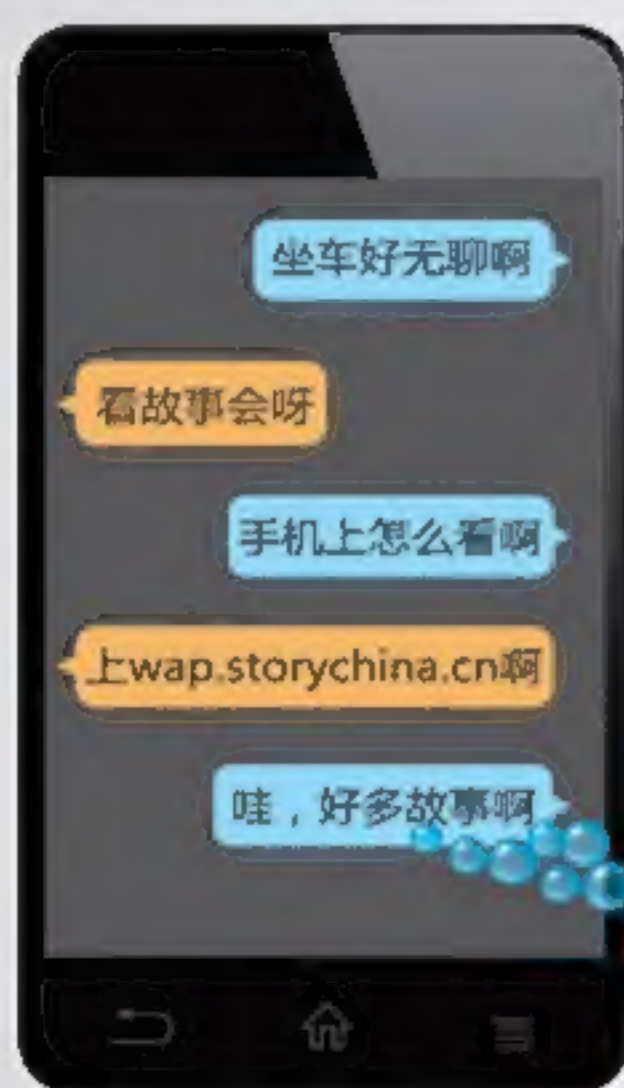 坐车好无聊啊
看故事会呀
手机上怎么看啊
上wap.storychina.cn啊
哇，好多故事啊